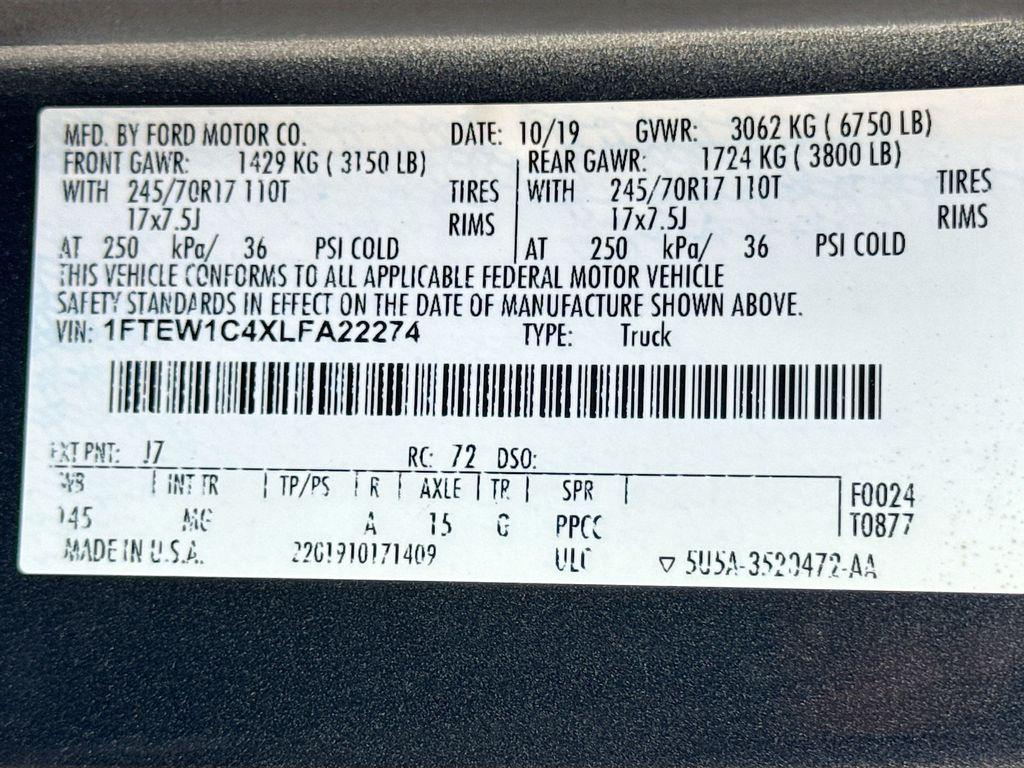 MFD. BY FORD MOTOR CO. DATE: 10/19 GVWR: 3062 KG ( 6750 LB)
FRONT GAWR: 1429 KG ( 3150 LB) REAR GAWR: 1724 KG ( 3800 LB)
WITH 245/70R17 110T TIRES WITH 245/70R17 110T TIRES
17x7.5J RIMS 17x7.5J RIMS
AT 250 kPa/ 36 PSI COLD AT 250 kPa/ 36 PSI COLD
THIS VEHICLE CONFORMS TO ALL APPLICABLE FEDERAL MOTOR VEHICLE
SAFETY STANDARDS IN EFFECT ON THE DATE OF MANUFACTURE SHOWN ABOVE.
VIN: 1FTEW1C4XLFA22274 TYPE: Truck
EXT PNT: J7 RC: 72 DSO:
WB INT TR TP/PS R AXLE TR SPR F0024
145 A 15 G T0877
MADE IN U.S.A. 5U5A-3520472-AA